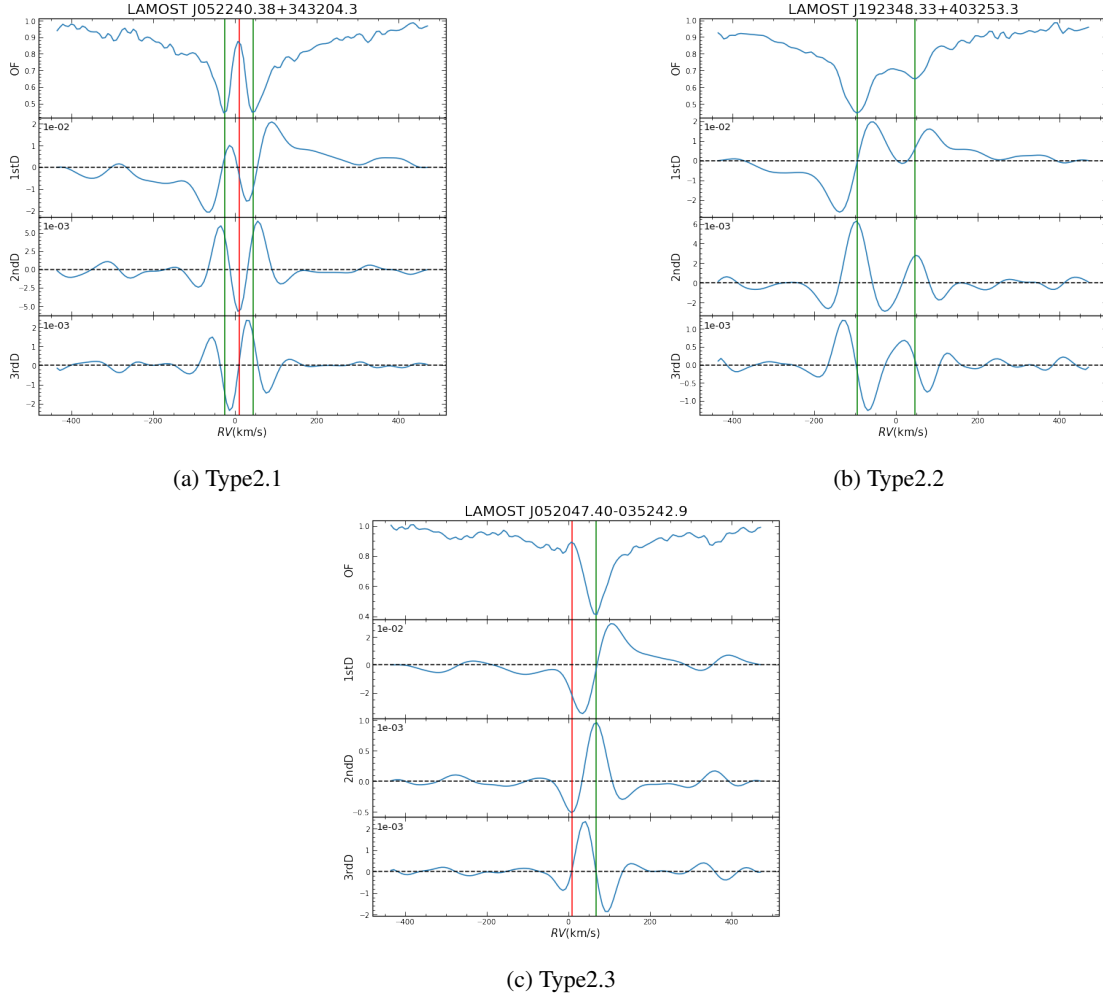 LAMOST J052240.38+343204.3
OF
1.0
0.9
0.8
0.7
0.6
0.5
1stD
1e-02
2
1
0
−1
−2
2ndD
1e-03
5.0
2.5
0.0
−2.5
−5.0
3rdD
1e-03
2
1
0
−1
−2
−400
−200
0
200
400
RV(km/s)
(a) Type2.1
LAMOST J192348.33+403253.3
OF
1.0
0.9
0.8
0.7
0.6
0.5
1stD
1e-02
2
1
0
−1
−2
2ndD
1e-03
6
4
2
0
−2
3rdD
1e-03
1.0
0.5
0.0
−0.5
−1.0
−400
−200
0
200
400
RV(km/s)
(b) Type2.2
LAMOST J052047.40-035242.9
OF
1.0
0.8
0.6
0.4
1stD
1e-02
2
0
−2
2ndD
1e-03
1.0
0.5
0.0
−0.5
3rdD
1e-03
2
1
0
−1
−2
−400
−200
0
200
400
RV(km/s)
(c) Type2.3